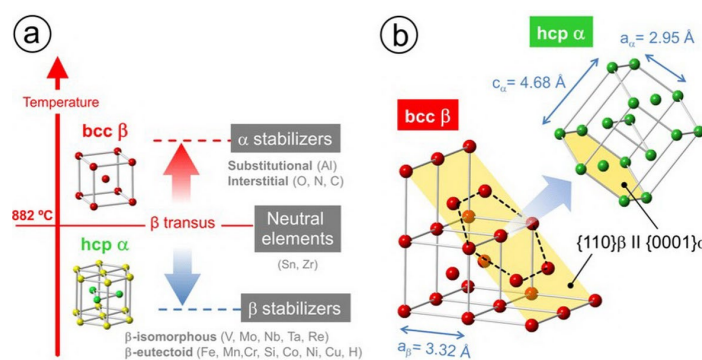 a
Temperature
bcc β
α stabilizers
Substitutional (Al)
Interstitial (O, N, C)
882 ºC
β transus
Neutral
elements
(Sn, Zr)
hcp α
β stabilizers
β-isomorphous (V, Mo, Nb, Ta, Re)
β-eutectoid (Fe, Mn,Cr, Si, Co, Ni, Cu, H)
b
hcp α
aα= 2.95 Å
cα= 4.68 Å
bcc β
{110}β II {0001}α
aβ= 3.32 Å